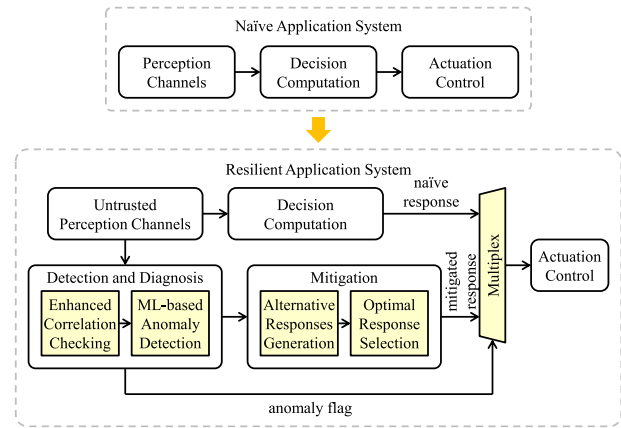 Naïve Application System
Perception
Channels
Decision
Computation
Actuation
Control
Resilient Application System
Untrusted
Perception Channels
Decision
Computation
naïve
response
Detection and Diagnosis
Enhanced
Correlation
Checking
ML-based
Anomaly
Detection
Mitigation
Alternative
Responses
Generation
Optimal
Response
Selection
mitigated
response
Multiplex
Actuation
Control
anomaly flag